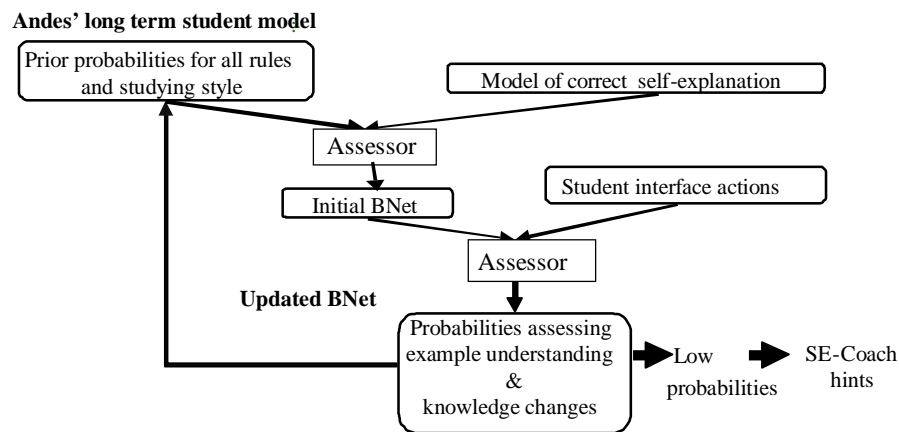 Andes' long term student model
Prior probabilities for all rules
and studying style
Model of correct self-explanation
Assessor
Initial BNet
Student interface actions
Assessor
Updated BNet
Probabilities assessing
example understanding
&
knowledge changes
Low
probabilities
SE-Coach
hints